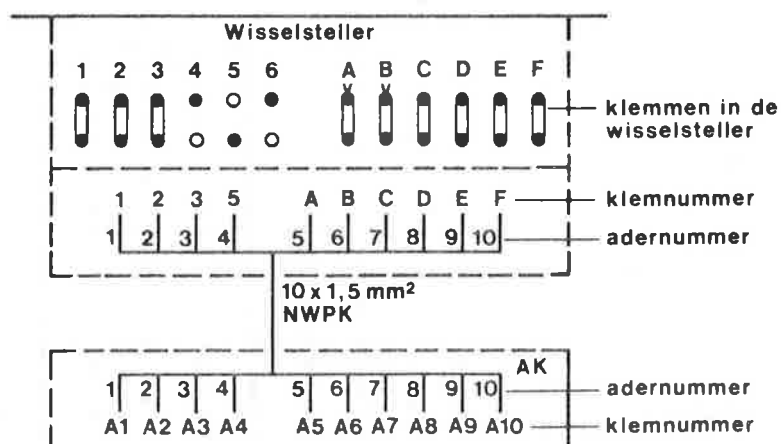 Wisselsteller
1 2 3 4 5 6 A B C D E F
klemmen in de
wisselsteller
1 2 3 5 A B C D E F klemnummer
1 2 3 4 5 6 7 8 9 10 adernummer
10 x 1,5 mm²
NWPK
AK
1 2 3 4 5 6 7 8 9 10 adernummer
A1 A2 A3 A4 A5 A6 A7 A8 A9 A10 klemnummer